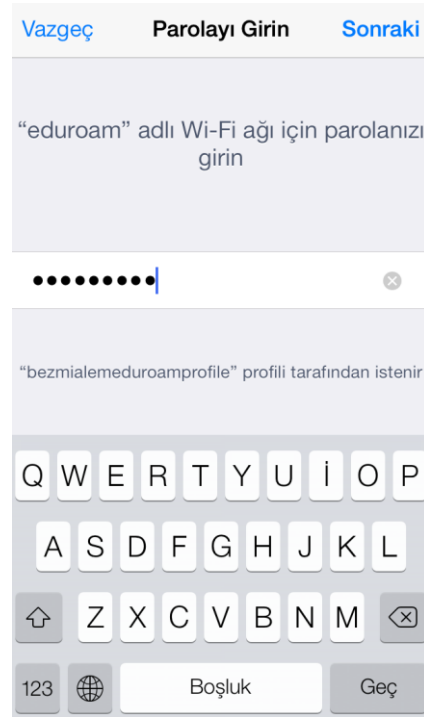 Vazgeç Parolayı Girin Sonraki
“eduroam” adlı Wi-Fi ağı için parolanızı
girin
●●●●●●●●●
“bezmialemeduroamprofile” profili tarafından istenir
Q W E R T Y U İ O P
A S D F G H J K L
Z X C V B N M
123 Boşluk Geç